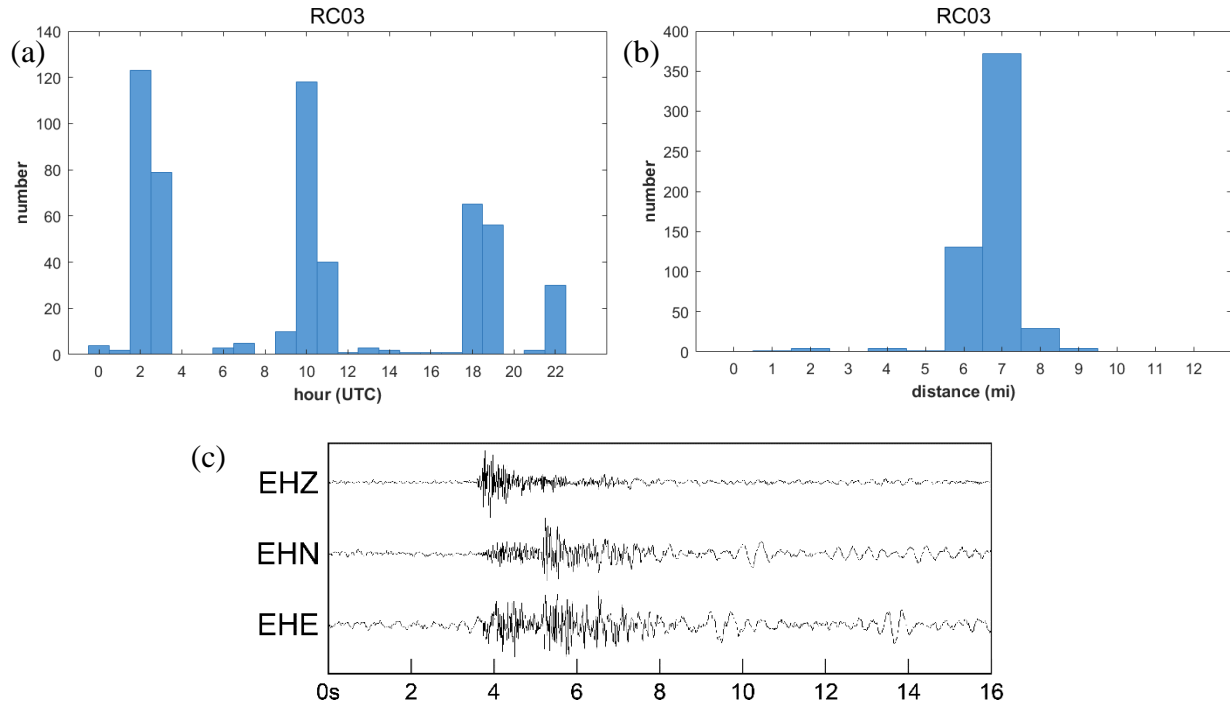 RC03
(a)
140
120
100
80
60
40
20
0
number
0 2 4 6 8 10 12 14 16 18 20 22
hour (UTC)
RC03
(b)
400
350
300
250
200
150
100
50
0
number
0 1 2 3 4 5 6 7 8 9 10 11 12
distance (mi)
(c)
EHZ
EHN
EHE
0s 2 4 6 8 10 12 14 16